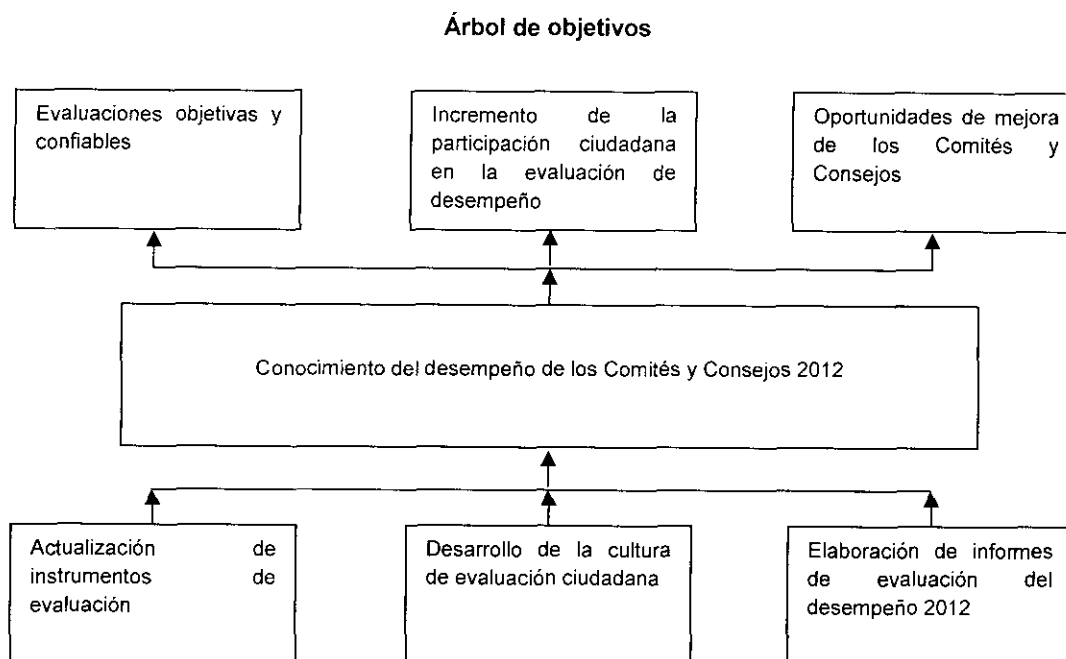 Árbol de objetivos
Evaluaciones objetivas y
confiables
Incremento de la
participación ciudadana
en la evaluación de
desempeño
Oportunidades de mejora
de los Comités y
Consejos
Conocimiento del desempeño de los Comités y Consejos 2012
Actualización de
instrumentos de
evaluación
Desarrollo de la cultura
de evaluación ciudadana
Elaboración de informes
de evaluación del
desempeño 2012